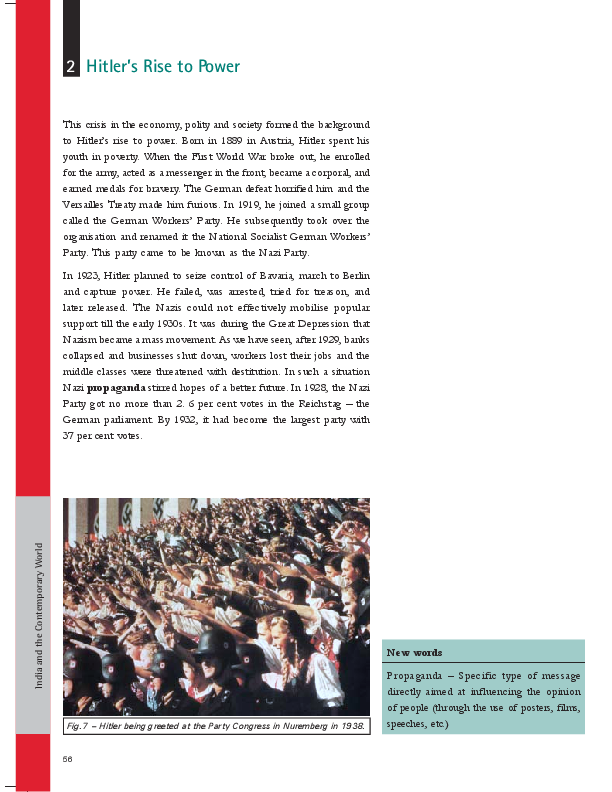 2 Hitler's Rise to Power
This crisis in the economy, polity and society formed the background
to Hitler's rise to power. Born in 1889 in Austria, Hitler spent his
youth in poverty. When the First World War broke out, he enrolled
for the army, acted as a messenger in the front, became a corporal, and
earned medals for bravery. The German defeat horrified him and the
Versailles Treaty made him furious. In 1919, he joined a small group
called the German Workers' Party. He subsequently took over the
organisation and renamed it the National Socialist German Workers'
Party. This party came to be known as the Nazi Party.
In 1923, Hitler planned to seize control of Bavaria, march to Berlin
and capture power. He failed, was arrested, tried for treason, and
later released. The Nazis could not effectively mobilise popular
support till the early 1930s. It was during the Great Depression that
Nazism became a mass movement. As we have seen, after 1929, banks
collapsed and businesses shut down, workers lost their jobs and the
middle classes were threatened with destitution. In such a situation
Nazi propaganda stirred hopes of a better future. In 1928, the Nazi
Party got no more than 2. 6 per cent votes in the Reichstag – the
German parliament. By 1932, it had become the largest party with
37 per cent votes.
India and the Contemporary World
Fig.7 – Hitler being greeted at the Party Congress in Nuremberg in 1938.
New words
Propaganda – Specific type of message
directly aimed at influencing the opinion
of people (through the use of posters, films,
speeches, etc.)
56